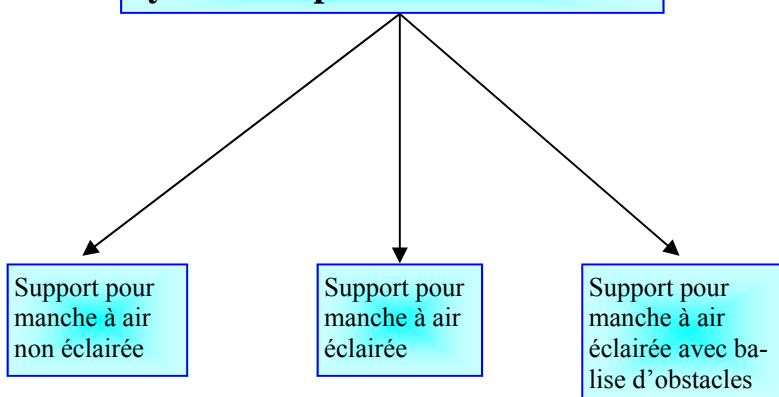 Support pour
manche à air
non éclairée
Support pour
manche à air
éclairée
Support pour
manche à air
éclairée avec ba-
lise d’obstacles